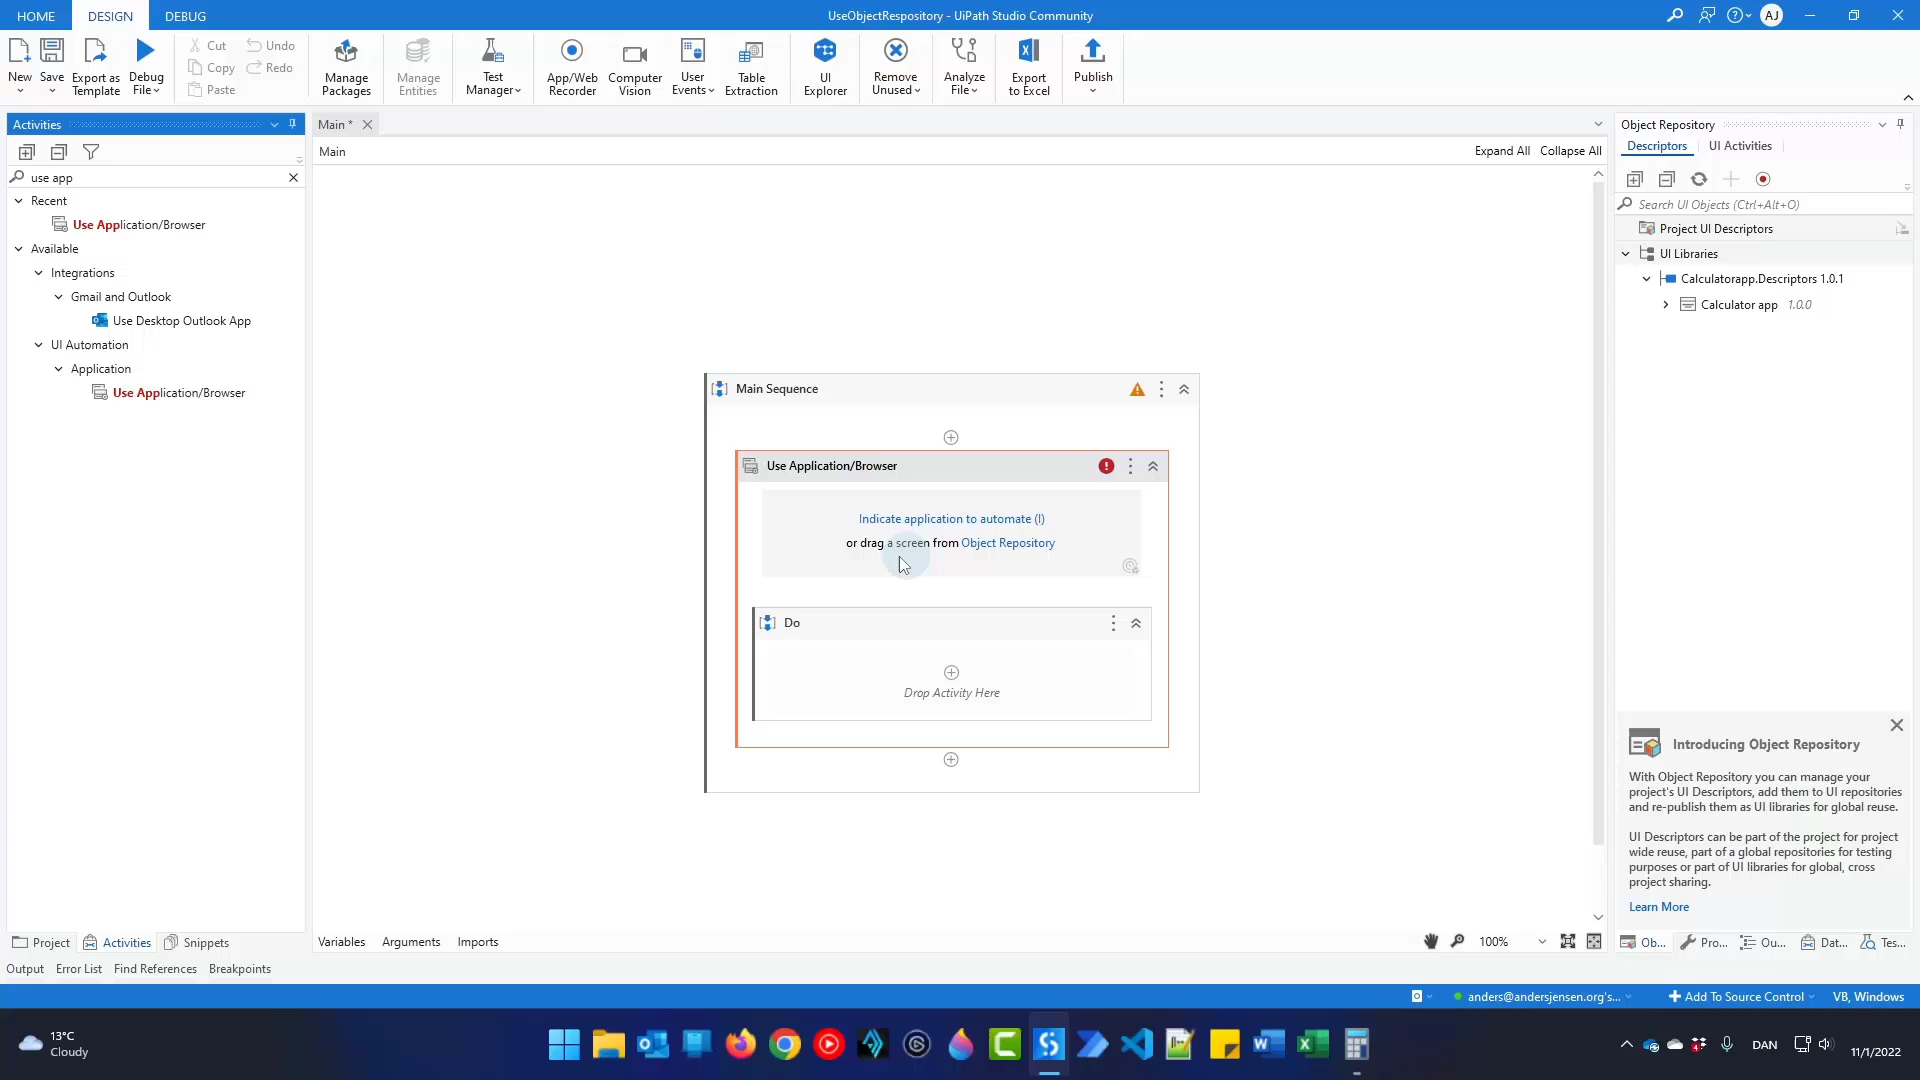 HOME DESIGN DEBUG
UseObjectRespository - UiPath Studio Community
AJ
New
Save
Export as Template
Debug File
Cut
Copy
Paste
Undo
Redo
Manage Packages
Manage Entities
Test Manager
App/Web Recorder
Computer Vision
User Events
Table Extraction
UI Explorer
Remove Unused
Analyze File
Export to Excel
Publish
Activities
use app
Recent
Use Application/Browser
Available
Integrations
Gmail and Outlook
Use Desktop Outlook App
UI Automation
Application
Use Application/Browser
Main *
Main
Expand All Collapse All
Main Sequence
Use Application/Browser
Indicate application to automate (I)
or drag a screen from Object Repository
Do
Drop Activity Here
Object Repository
Descriptors UI Activities
Search UI Objects (Ctrl+Alt+O)
Project UI Descriptors
UI Libraries
Calculatorapp.Descriptors 1.0.1
Calculator app 1.0.0
Introducing Object Repository
With Object Repository you can manage your
project's UI Descriptors, add them to UI repositories
and re-publish them as UI libraries for global reuse.
UI Descriptors can be part of the project for project
wide reuse, part of a global repositories for testing
purposes or part of UI libraries for global, cross
project sharing.
Learn More
Project Activities Snippets
Variables Arguments Imports
100%
Ob... Pro... Ou... Dat... Tes...
Output Error List Find References Breakpoints
anders@andersjensen.org's...
Add To Source Control
VB, Windows
13°C
Cloudy
DAN
11/1/2022